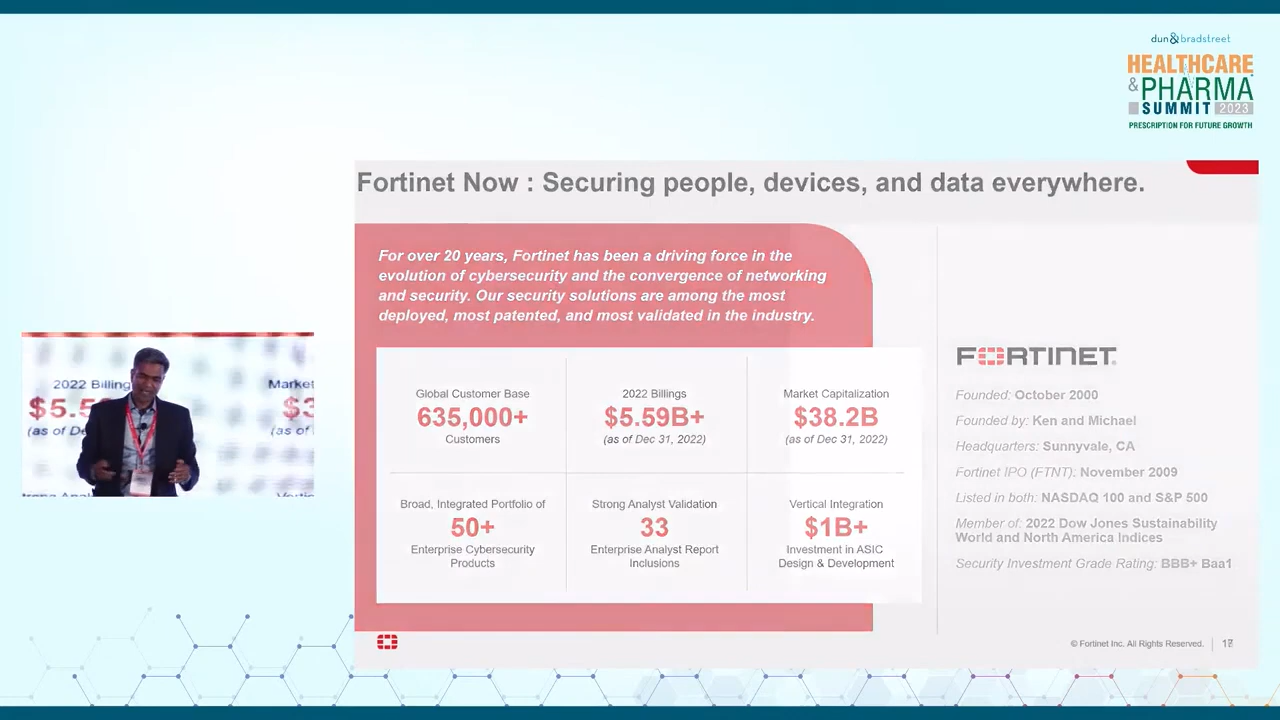 dun&bradstreet
HEALTHCARE
& PHARMA
SUMMIT 2023
PRESCRIPTION FOR FUTURE GROWTH
Fortinet Now : Securing people, devices, and data everywhere.
For over 20 years, Fortinet has been a driving force in the
evolution of cybersecurity and the convergence of networking
and security. Our security solutions are among the most
deployed, most patented, and most validated in the industry.
Global Customer Base
635,000+
Customers
2022 Billings
$5.59B+
(as of Dec 31, 2022)
Market Capitalization
$38.2B
(as of Dec 31, 2022)
Broad, Integrated Portfolio of
50+
Enterprise Cybersecurity
Products
Strong Analyst Validation
33
Enterprise Analyst Report
Inclusions
Vertical Integration
$1B+
Investment in ASIC
Design & Development
FORTINET
Founded: October 2000
Founded by: Ken and Michael
Headquarters: Sunnyvale, CA
Fortinet IPO (FTNT): November 2009
Listed in both: NASDAQ 100 and S&P 500
Member of: 2022 Dow Jones Sustainability
World and North America Indices
Security Investment Grade Rating: BBB+ Baa1
© Fortinet Inc. All Rights Reserved.
2022 Billing
$5.5
(as of De
Market
$3
(as of